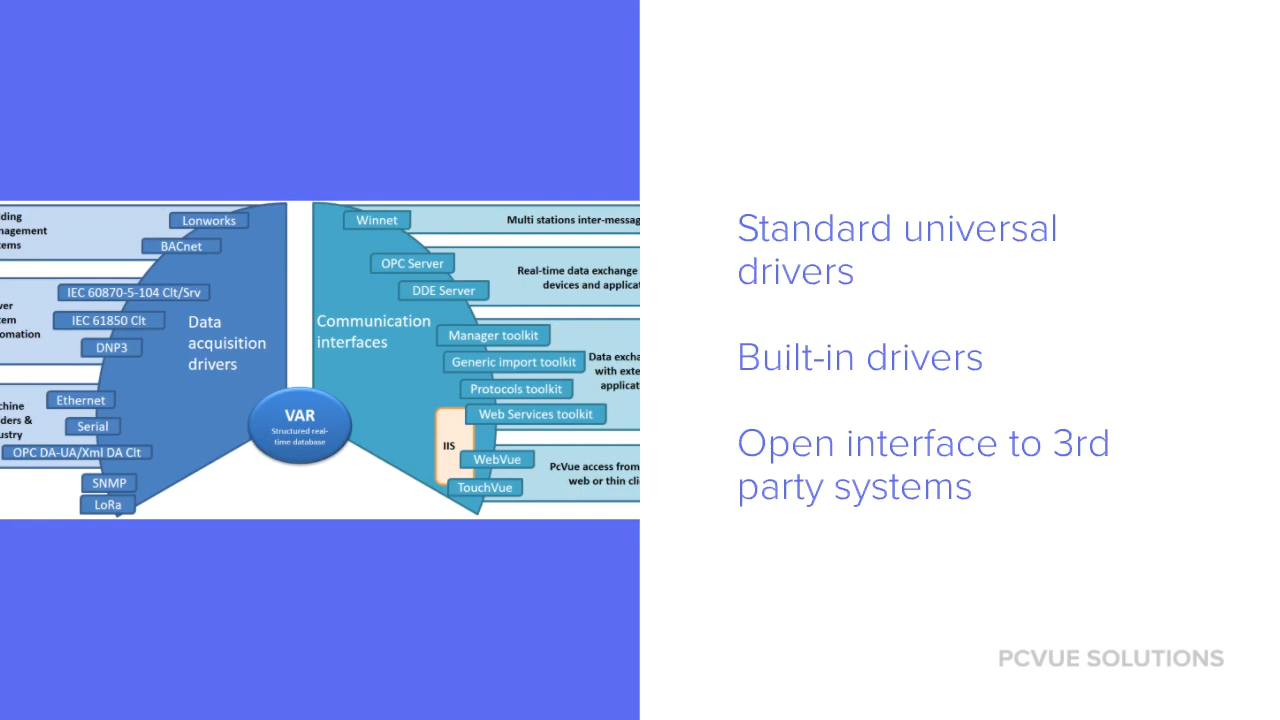 Lonworks
BACnet
IEC 60870-5-104 Clt/Srv
IEC 61850 Clt
DNP3
Ethernet
Serial
OPC DA-UA/Xml DA Clt
SNMP
LoRa
Data
acquisition
drivers
VAR
Structured real-
time database
Communication
interfaces
Winnet
OPC Server
DDE Server
Manager toolkit
Generic import toolkit
Protocols toolkit
Web Services toolkit
IIS
WebVue
TouchVue
Multi stations
Real-time data exchange
devices and
Data
with
PcVue access from
web or thin
Standard universal
drivers
Built-in drivers
Open interface to 3rd
party systems
PCVUE SOLUTIONS